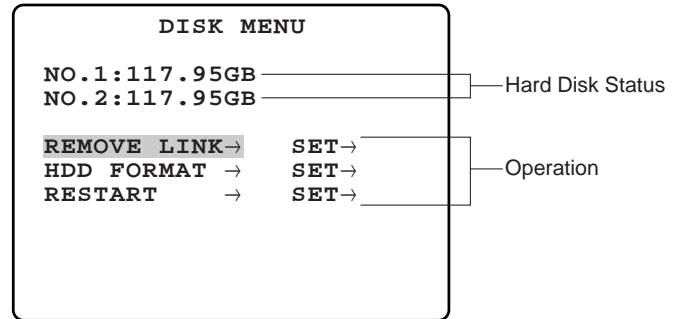 DISK MENU
NO.1:117.95GB
NO.2:117.95GB
Hard Disk Status
REMOVE LINK→ SET→
HDD FORMAT → SET→
RESTART → SET→
Operation